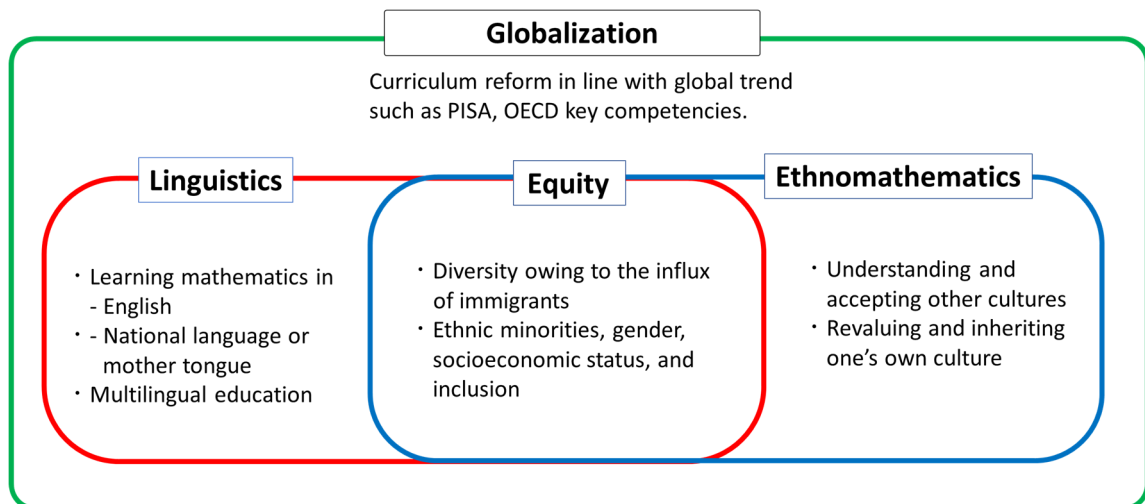 Globalization
Curriculum reform in line with global trend
such as PISA, OECD key competencies.
Linguistics
・Learning mathematics in
- English
・- National language or
mother tongue
・Multilingual education
Equity
・Diversity owing to the influx
of immigrants
・Ethnic minorities, gender,
socioeconomic status, and
inclusion
Ethnomathematics
・Understanding and
accepting other cultures
・Revaluing and inheriting
one’s own culture